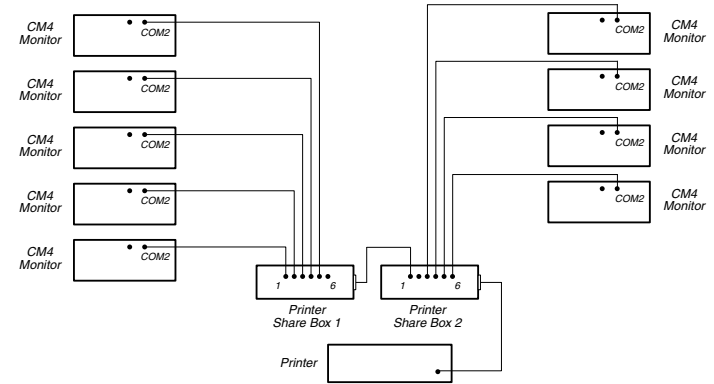 CM4
Monitor
COM2
CM4
Monitor
COM2
CM4
Monitor
COM2
CM4
Monitor
COM2
CM4
Monitor
COM2
COM2
CM4
Monitor
COM2
CM4
Monitor
COM2
CM4
Monitor
COM2
CM4
Monitor
1 6
Printer
Share Box 1
1 6
Printer
Share Box 2
Printer